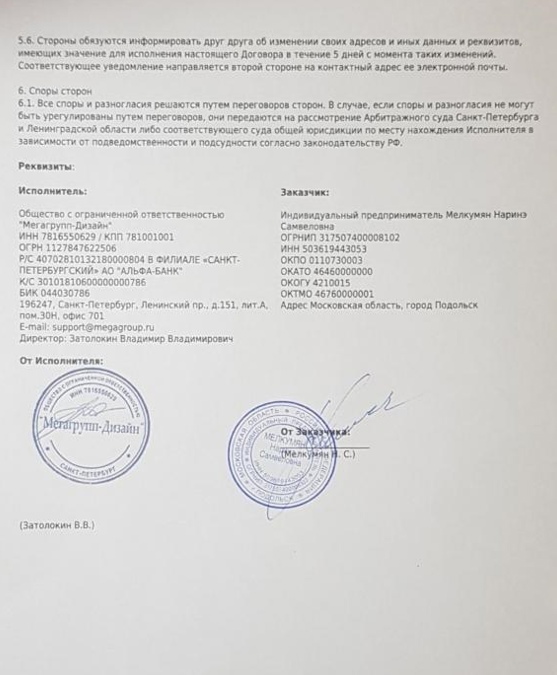 5.6. Стороны обязуются информировать друг друга об изменении своих адресов и иных данных и реквизитов,
имеющих значение для исполнения настоящего Договора в течение 5 дней с момента таких изменений.
Соответствующее уведомление направляется второй стороне на контактный адрес ее электронной почты.
6. Споры сторон
6.1. Все споры и разногласия решаются путем переговоров сторон. В случае, если споры и разногласия не могут
быть урегулированы путем переговоров, они передаются на рассмотрение Арбитражного суда Санкт-Петербурга
и Ленинградской области либо соответствующего суда общей юрисдикции по месту нахождения Исполнителя в
зависимости от подведомственности и подсудности согласно законодательству РФ.
Реквизиты:
Исполнитель:
Общество с ограниченной ответственностью
"Мегагрупп-Дизайн"
ИНН 7816550629 / КПП 781001001
ОГРН 1127847622506
Р/С 40702810132180000804 В ФИЛИАЛЕ «САНКТ-
ПЕТЕРБУРГСКИЙ» АО "АЛЬФА-БАНК"
К/С 30101810600000000786
БИК 044030786
196247, Санкт-Петербург, Ленинский пр., д.151, лит.А,
пом.30Н, офис 701
E-mail: support@megagroup.ru
Директор: Затолокин Владимир Владимирович
Заказчик:
Индивидуальный предприниматель Мелкумян Наринэ
Самвеловна
ОГРНИП 317507400008102
ИНН 503619443053
ОКПО 0110730003
ОКАТО 46460000000
ОКОГУ 4210015
ОКТМО 46760000001
Адрес Московская область, город Подольск
От Исполнителя:
ОБЩЕСТВО С ОГРАНИЧЕННОЙ ОТВЕТСТВЕННОСТЬЮ
ИНН 7816550629
"Мегагрупп-Дизайн"
САНКТ-ПЕТЕРБУРГ
(Затолокин В.В.)
От Заказчика:
(Мелкумян Н. С.)
МОСКОВСКАЯ ОБЛАСТЬ
ИНДИВИДУАЛЬНЫЙ
МЕЛКУМЯН
Самвеловна
ПОДОЛЬСК